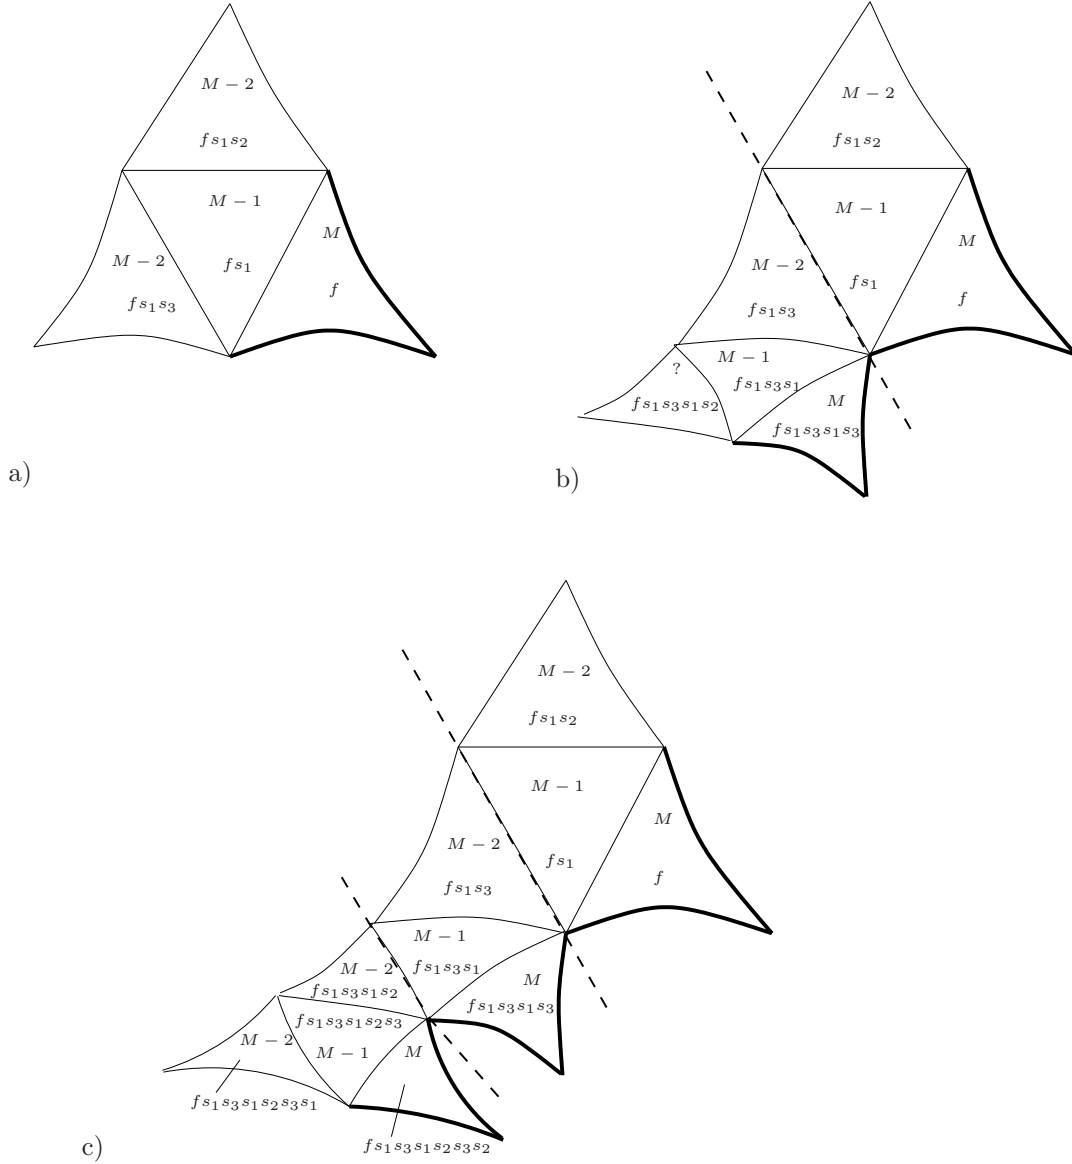 M − 2
fs₁s₂
M − 1
M
M − 2
fs₁
f
fs₁s₃
a)
M − 2
fs₁s₂
M − 1
M
M − 2
fs₁
f
fs₁s₃
M − 1
?
fs₁s₃s₁
fs₁s₃s₁s₂
M
fs₁s₃s₁s₃
b)
M − 2
fs₁s₂
M − 1
M
M − 2
fs₁
f
fs₁s₃
M − 1
M − 2
fs₁s₃s₁
M
fs₁s₃s₁s₂
fs₁s₃s₁s₃
fs₁s₃s₁s₂s₃
M − 2
M − 1
M
fs₁s₃s₁s₂s₃s₁
fs₁s₃s₁s₂s₃s₂
c)